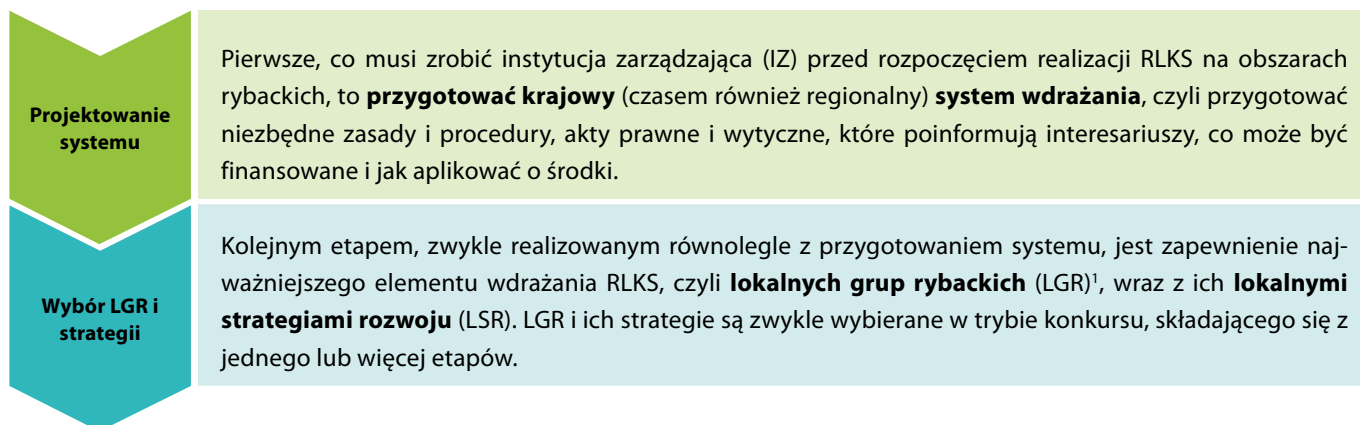 Projektowanie
systemu
Pierwsze, co musi zrobić instytucja zarządzająca (IZ) przed rozpoczęciem realizacji RLKS na obszarach
rybackich, to przygotować krajowy (czasem również regionalny) system wdrażania, czyli przygotować
niezbędne zasady i procedury, akty prawne i wytyczne, które poinformują interesariuszy, co może być
finansowane i jak aplikować o środki.
Wybór LGR i
strategii
Kolejnym etapem, zwykle realizowanym równolegle z przygotowaniem systemu, jest zapewnienie naj-
ważniejszego elementu wdrażania RLKS, czyli lokalnych grup rybackich (LGR)¹, wraz z ich lokalnymi
strategiami rozwoju (LSR). LGR i ich strategie są zwykle wybierane w trybie konkursu, składającego się z
jednego lub więcej etapów.